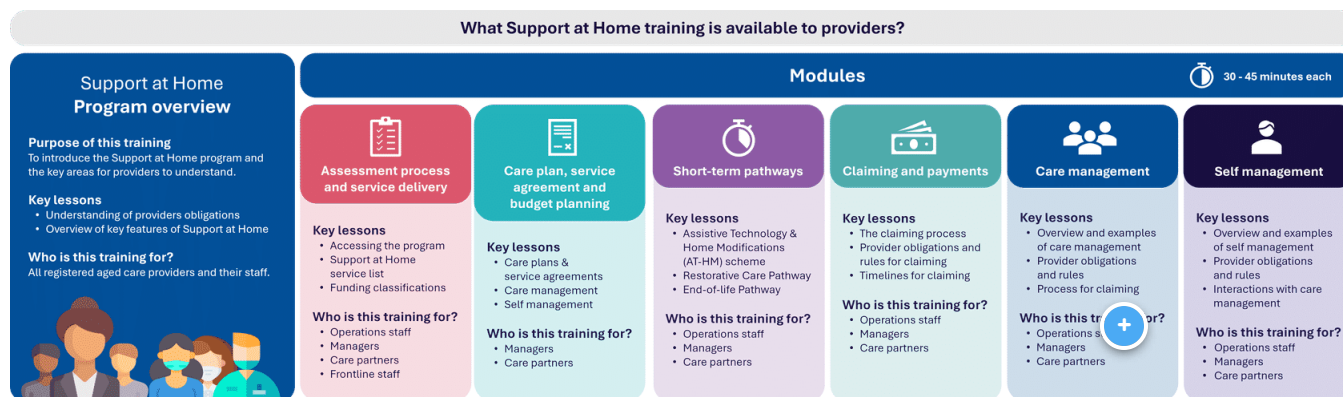 What Support at Home training is available to providers?
Support at Home
Program overview
Purpose of this training
To introduce the Support at Home program and
the key areas for providers to understand.
Key lessons
• Understanding of providers obligations
• Overview of key features of Support at Home
Who is this training for?
All registered aged care providers and their staff.
Modules
30 - 45 minutes each
Assessment process
and service delivery
Key lessons
• Accessing the program
• Support at Home
service list
• Funding classifications
Who is this training for?
• Operations staff
• Managers
• Care partners
• Frontline staff
Care plan, service
agreement and
budget planning
Key lessons
• Care plans &
service agreements
• Care management
• Self management
Who is this training for?
• Managers
• Care partners
Short-term pathways
Key lessons
• Assistive Technology &
Home Modifications
(AT-HM) scheme
• Restorative Care Pathway
• End-of-life Pathway
Who is this training for?
• Operations staff
• Managers
• Care partners
Claiming and payments
Key lessons
• The claiming process
• Provider obligations and
rules for claiming
• Timelines for claiming
Who is this training for?
• Operations staff
• Managers
• Care partners
Care management
Key lessons
• Overview and examples
of care management
• Provider obligations
and rules
• Process for claiming
Who is this for?
• Operations
• Managers
• Care partners
Self management
Key lessons
• Overview and examples
of self management
• Provider obligations
and rules
• Interactions with care
management
Who is this training for?
• Operations staff
• Managers
• Care partners